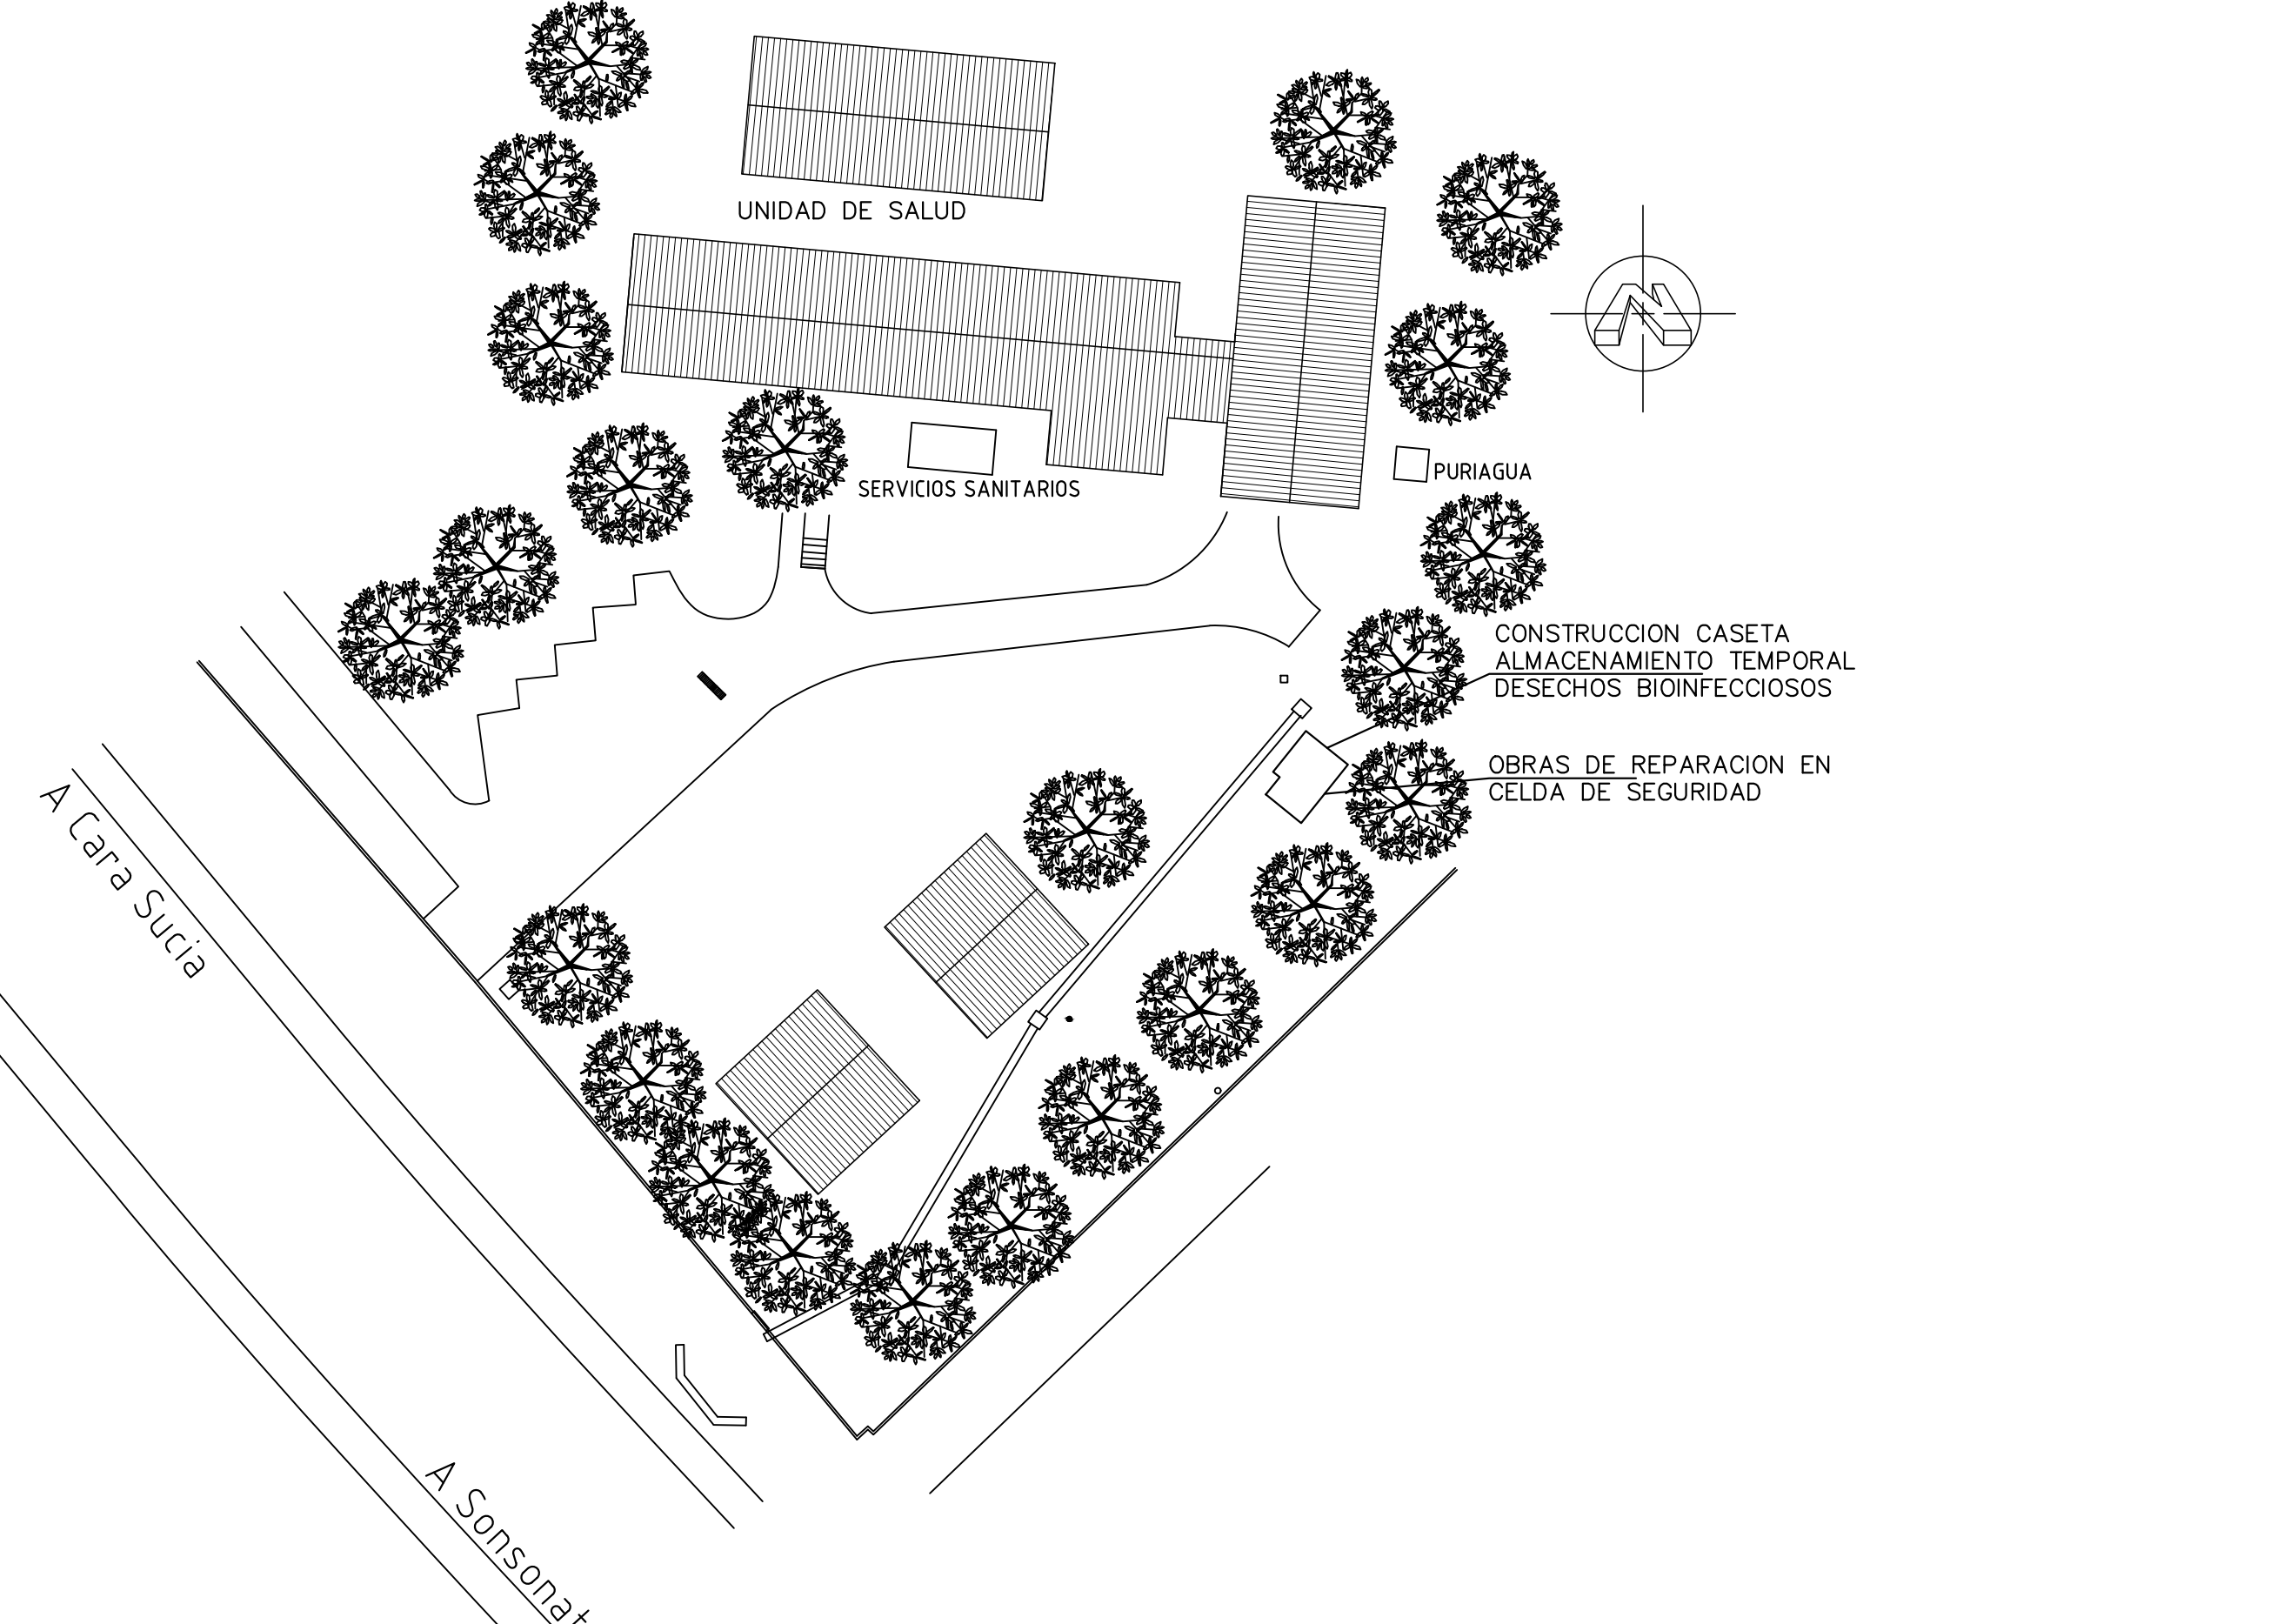 UNIDAD DE SALUD
SERVICIOS SANITARIOS
PURIAGUA
CONSTRUCCION CASETA
ALMACENAMIENTO TEMPORAL
DESECHOS BIOINFECCIOSOS
OBRAS DE REPARACION EN
CELDA DE SEGURIDAD
A Cara Sucia
A Sonsonat
N